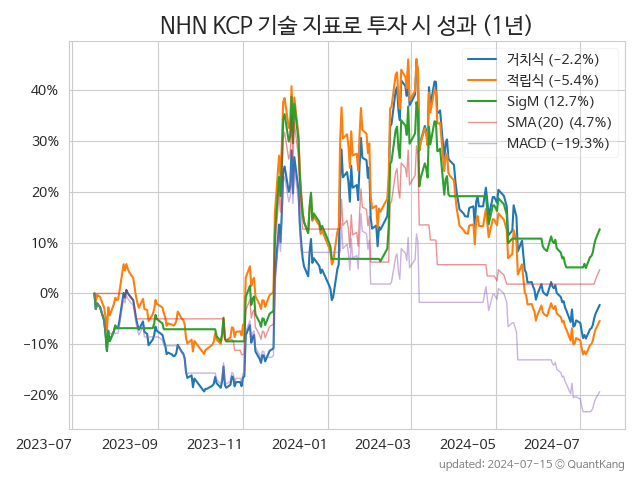 NHN KCP 기술 지표로 투자 시 성과 (1년)
거치식 (−2.2%)
적립식 (−5.4%)
SigM (12.7%)
SMA(20) (4.7%)
MACD (−19.3%)
40%
30%
20%
10%
0%
−10%
−20%
2023-07 2023-09 2023-11 2024-01 2024-03 2024-05 2024-07
updated: 2024-07-15 © QuantKang